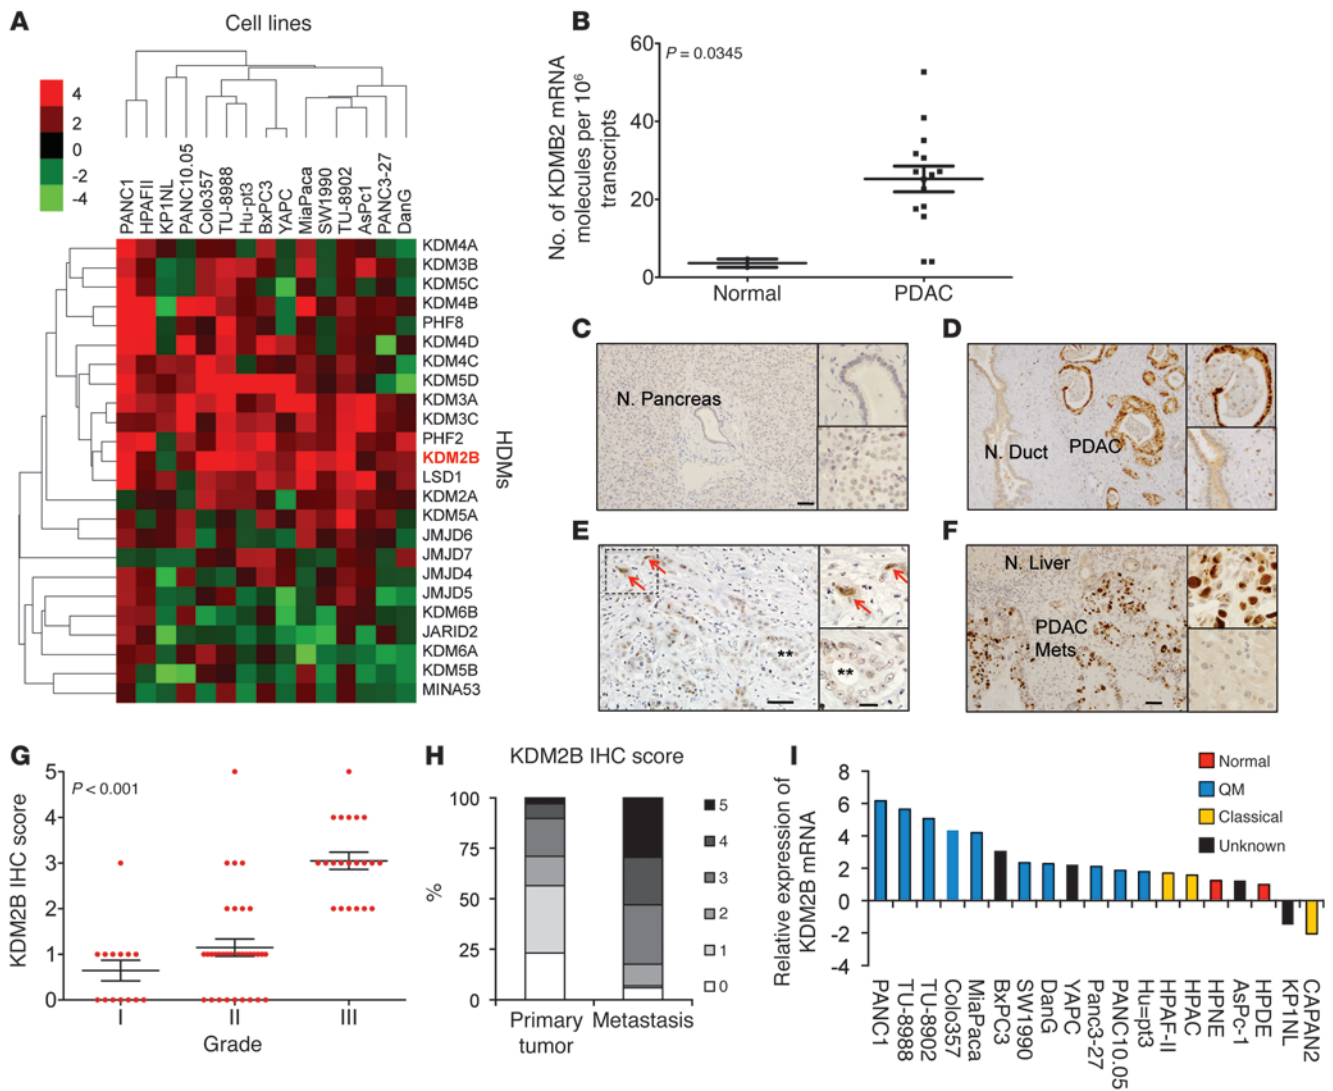 A
Cell lines
4
2
0
-2
-4
PANC1
HPAFII
KP1NL
PANC10.05
Colo357
TU-8988
Hu-pt3
BxPC3
YAPC
MiaPaca
SW1990
TU-8902
AsPc1
PANC3-27
DanG
KDM4A
KDM3B
KDM5C
KDM4B
PHF8
KDM4D
KDM4C
KDM5D
KDM3A
KDM3C
PHF2
KDM2B
LSD1
KDM2A
KDM5A
JMJD6
JMJD7
JMJD4
JMJD5
KDM6B
JARID2
KDM6A
KDM5B
MINA53
HDMs
B
No. of KDMB2 mRNA
molecules per 10⁶
transcripts
60
40
20
0
P = 0.0345
Normal
PDAC
C
N. Pancreas
D
N. Duct
PDAC
E
**
**
F
N. Liver
PDAC
Mets
G
KDM2B IHC score
5
4
3
2
1
0
P < 0.001
I
II
III
Grade
H
KDM2B IHC score
%
100
75
50
25
0
Primary
tumor
Metastasis
5
4
3
2
1
0
I
Relative expression of
KDM2B mRNA
8
6
4
2
0
-2
-4
Normal
QM
Classical
Unknown
PANC1
TU-8988
TU-8902
Colo357
MiaPaca
BxPC3
SW1990
DanG
YAPC
Panc3-27
PANC10.05
Hu=pt3
HPAF-II
HPAC
HPNE
AsPc-1
HPDE
KP1NL
CAPAN2